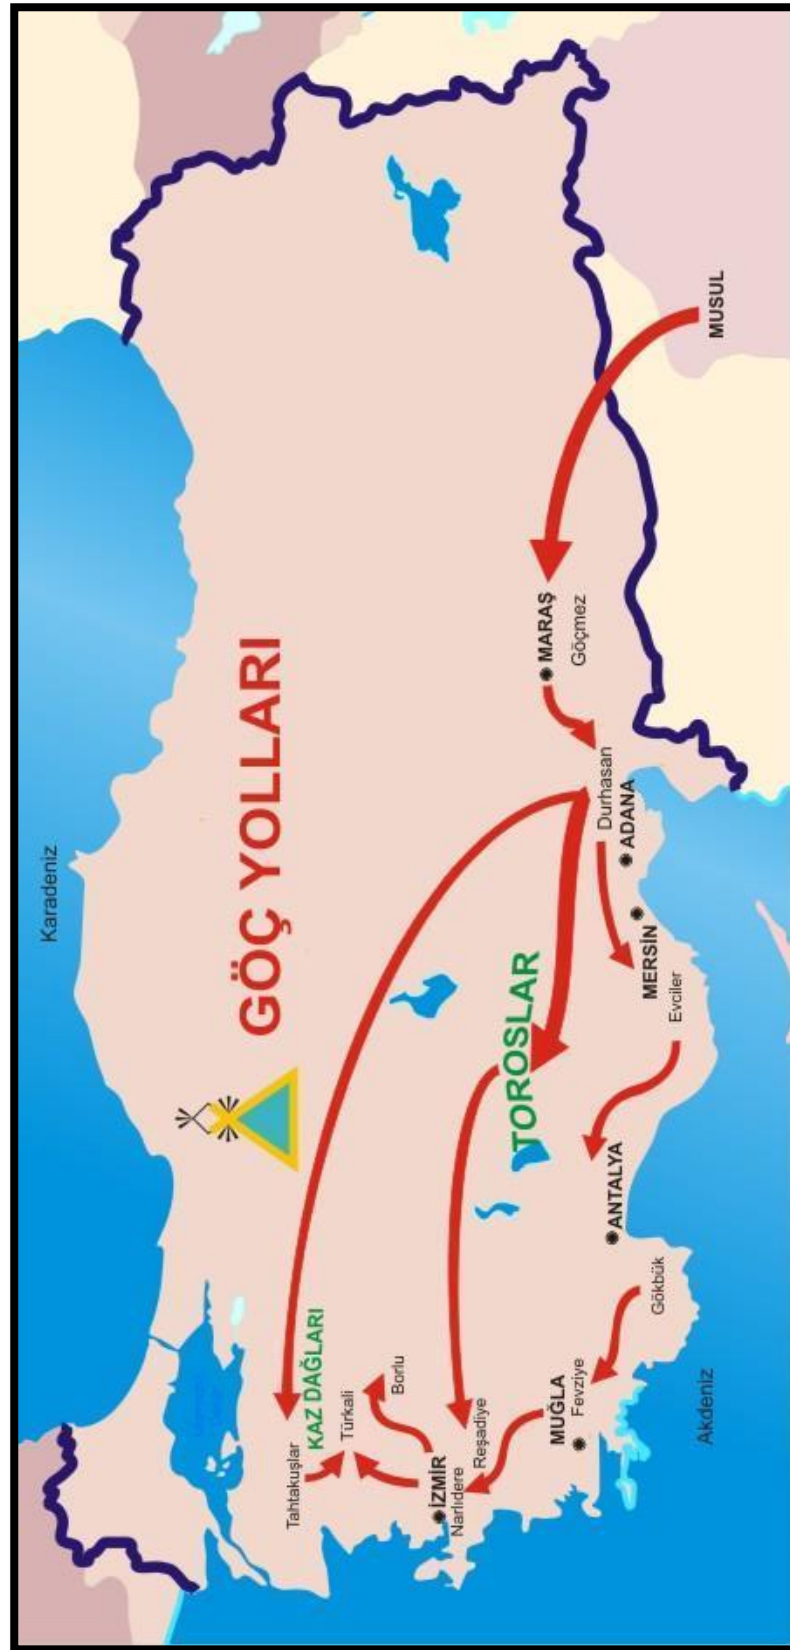 Karadeniz
GÖÇ YOLLARI
Tahtakuşlar
KAZ DAĞLARI
Türkali
Borlu
İZMİR
Narlıdere
Reşadiye
TOROSLAR
MARAŞ
Göçmez
MUĞLA
Fevziye
Durhasan
ANTALYA
ADANA
MERSİN
Gökbük
Evciler
Akdeniz
MUSUL